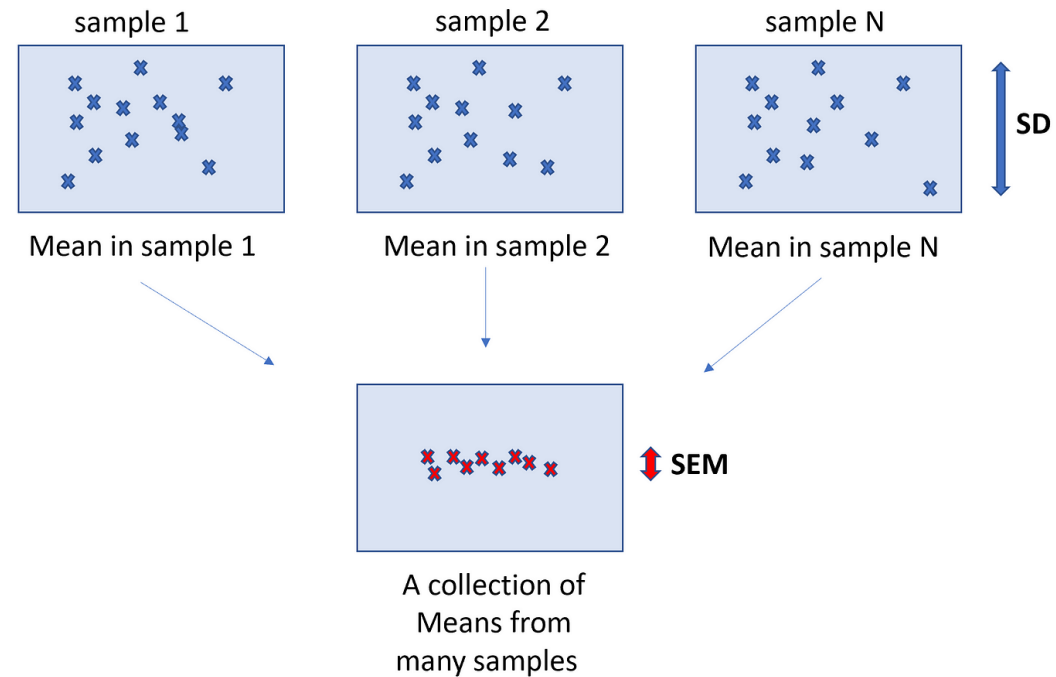 sample 1
sample 2
sample N
SD
Mean in sample 1
Mean in sample 2
Mean in sample N
SEM
A collection of
Means from
many samples